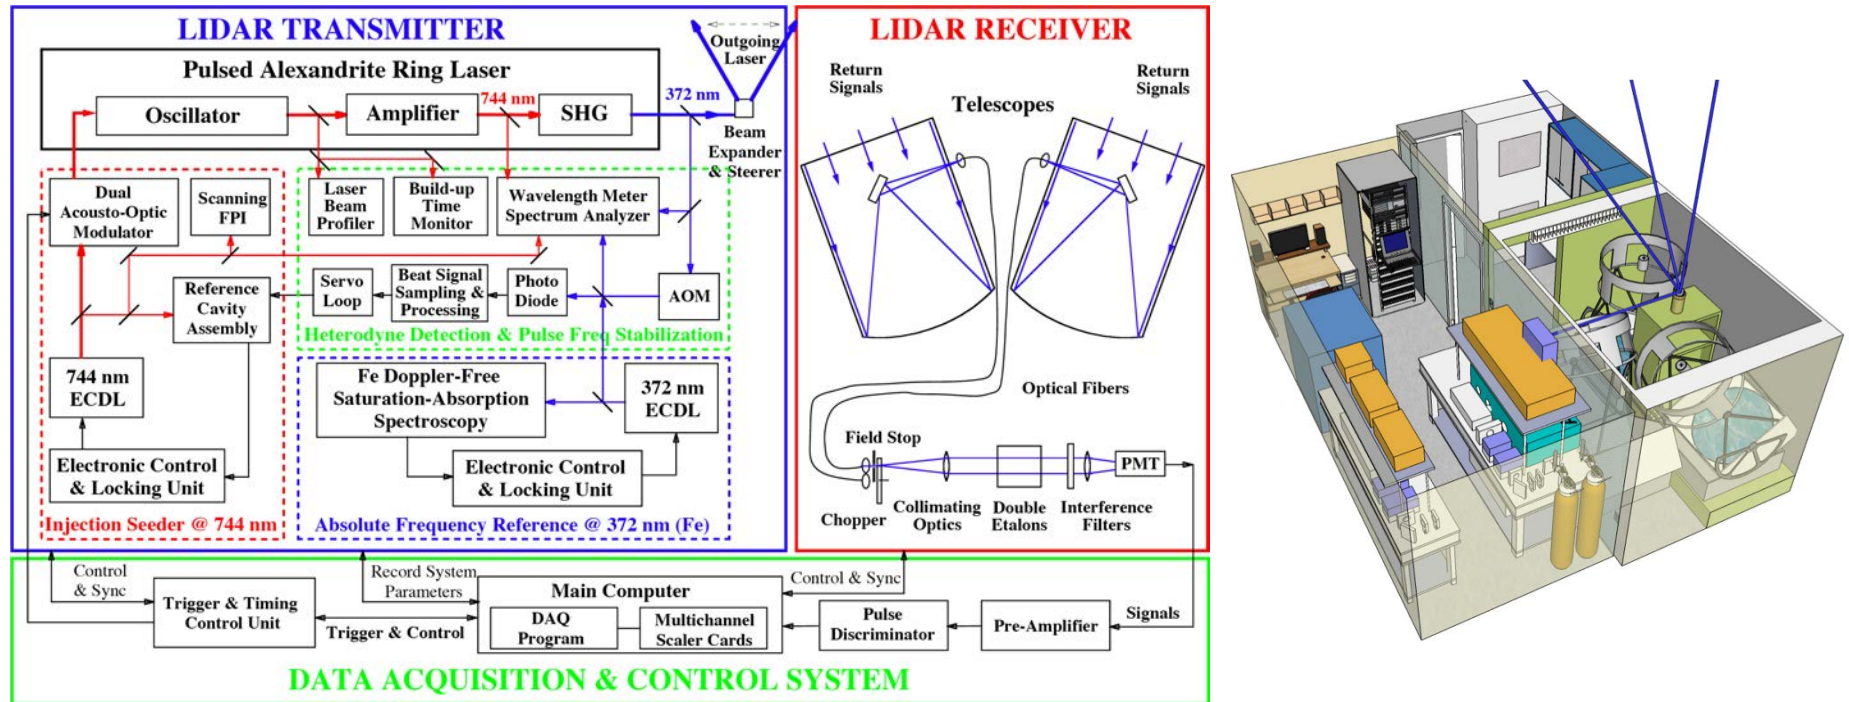 LIDAR TRANSMITTER
Pulsed Alexandrite Ring Laser
Oscillator
Amplifier
744 nm
SHG
372 nm
Outgoing
Laser
Beam
Expander
& Steerer
Dual
Acousto-Optic
Modulator
Scanning
FPI
Laser
Beam
Profiler
Build-up
Time
Monitor
Wavelength Meter
Spectrum Analyzer
Reference
Cavity
Assembly
Servo
Loop
Beat Signal
Sampling &
Processing
Photo
Diode
AOM
Heterodyne Detection & Pulse Freq Stabilization
744 nm
ECDL
Electronic Control
& Locking Unit
Injection Seeder @ 744 nm
Fe Doppler-Free
Saturation-Absorption
Spectroscopy
372 nm
ECDL
Electronic Control
& Locking Unit
Absolute Frequency Reference @ 372 nm (Fe)
LIDAR RECEIVER
Return
Signals
Telescopes
Return
Signals
Optical Fibers
Field Stop
Chopper
Collimating
Optics
Double
Etalons
Interference
Filters
PMT
Control
& Sync
Trigger & Timing
Control Unit
Record System
Parameters
Trigger & Control
Main Computer
DAQ
Program
Multichannel
Scaler Cards
Control & Sync
Pulse
Discriminator
Pre-Amplifier
Signals
DATA ACQUISITION & CONTROL SYSTEM